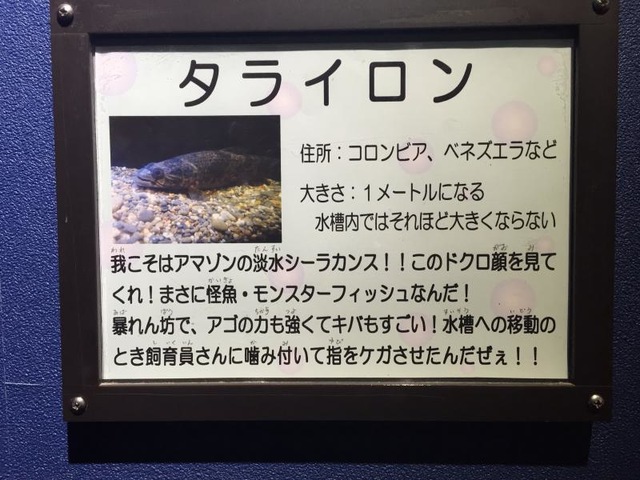 タライロン
住所：コロンビア、ベネズエラなど
大きさ：１メートルになる
水槽内ではそれほど大きくならない
我こそはアマゾンの淡水シーラカンス！！このドクロ顔を見て
くれ！まさに怪魚・モンスターフィッシュなんだ！
暴れん坊で、アゴの力も強くてキバもすごい！水槽への移動の
とき飼育員さんに噛み付いて指をケガさせたんだぜぇ！！